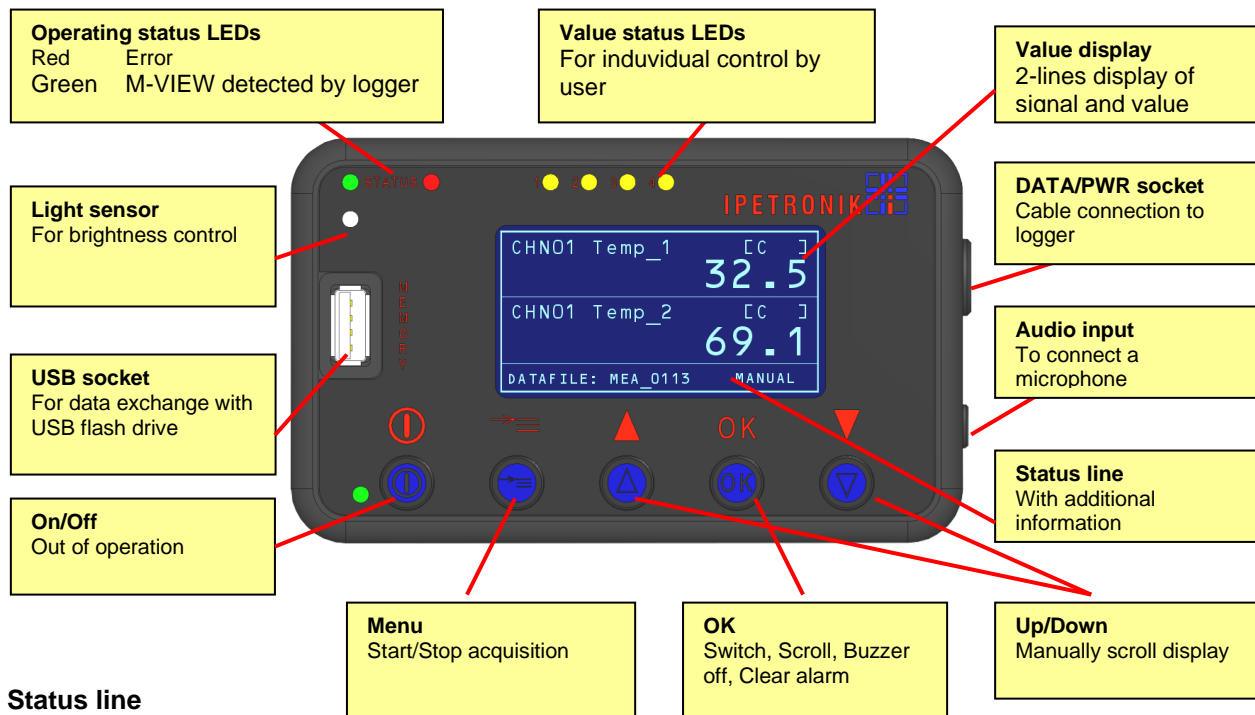 Operating status LEDs
Red Error
Green M-VIEW detected by logger
Value status LEDs
For induvidual control by
user
Value display
2-lines display of
signal and value
Light sensor
For brightness control
DATA/PWR socket
Cable connection to
logger
USB socket
For data exchange with
USB flash drive
Audio input
To connect a
microphone
On/Off
Out of operation
Status line
With additional
information
Menu
Start/Stop acquisition
OK
Switch, Scroll, Buzzer
off, Clear alarm
Up/Down
Manually scroll display
STATUS
1 2 3 4
IPETRONIK
MEMORY
CHN01 Temp_1 [C ]
32.5
CHN01 Temp_2 [C ]
69.1
DATAFILE: MEA_0113 MANUAL
OK
OK
Status line